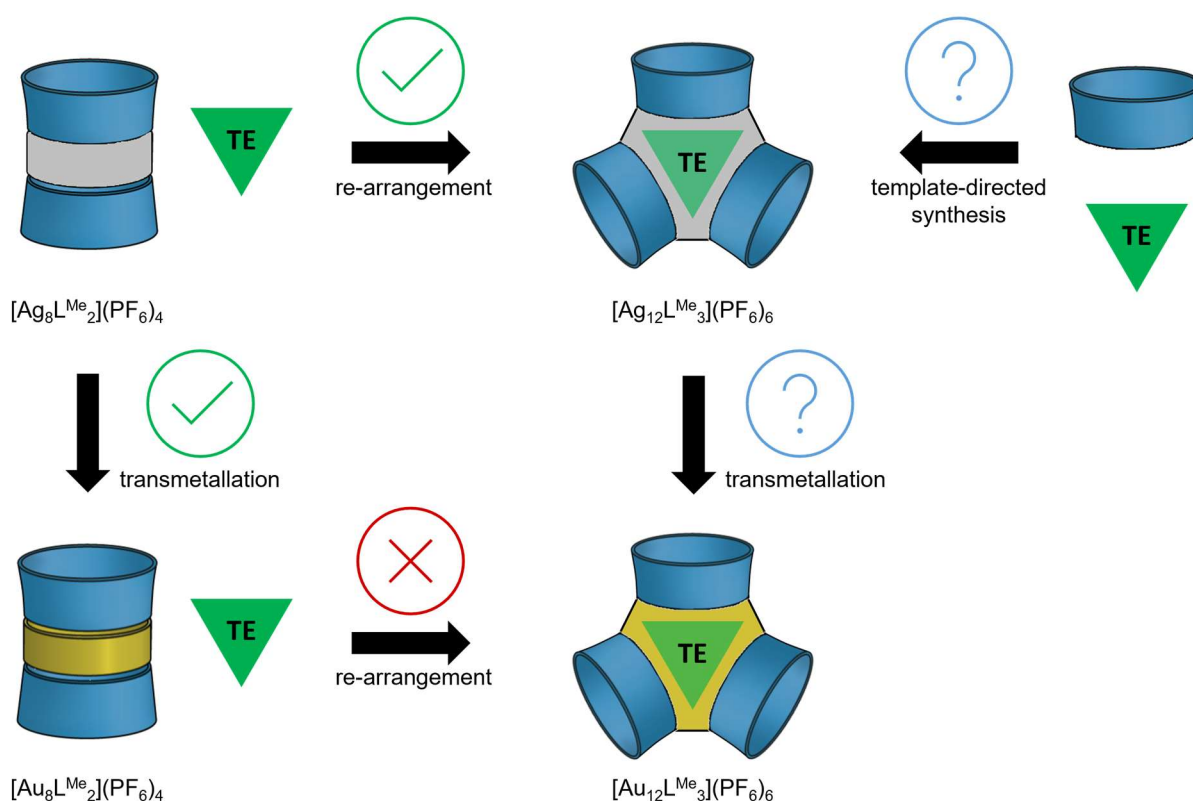 TE
re-arrangement
TE
?
template-directed
synthesis
TE
[Ag₈Lᴹᵉ₂](PF₆)₄
[Ag₁₂Lᴹᵉ₃](PF₆)₆
transmetallation
?
transmetallation
TE
re-arrangement
TE
[Au₈Lᴹᵉ₂](PF₆)₄
[Au₁₂Lᴹᵉ₃](PF₆)₆